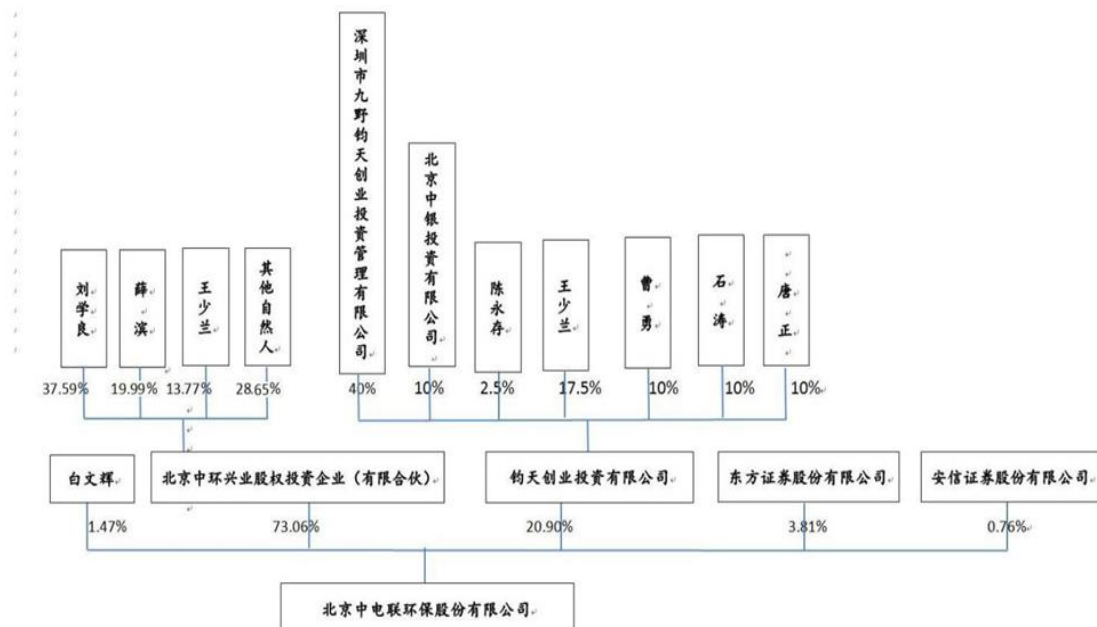 深圳市九野钧天创业投资管理有限公司
北京中银投资有限公司
刘学良
薛滨
王少兰
其他自然人
陈永存
王少兰
曹勇
石涛
唐正
37.59%
19.99%
13.77%
28.65%
40%
10%
2.5%
17.5%
10%
10%
10%
白文辉
北京中环兴业股权投资企业（有限合伙）
钧天创业投资有限公司
东方证券股份有限公司
安信证券股份有限公司
1.47%
73.06%
20.90%
3.81%
0.76%
北京中电联环保股份有限公司